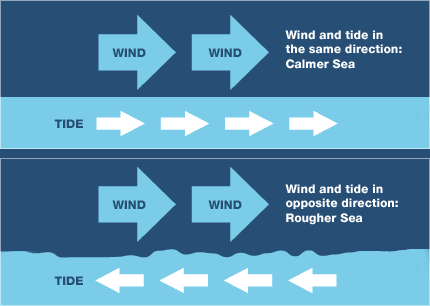 WIND WIND
Wind and tide in
the same direction:
Calmer Sea
TIDE
WIND WIND
Wind and tide in
opposite direction:
Rougher Sea
TIDE